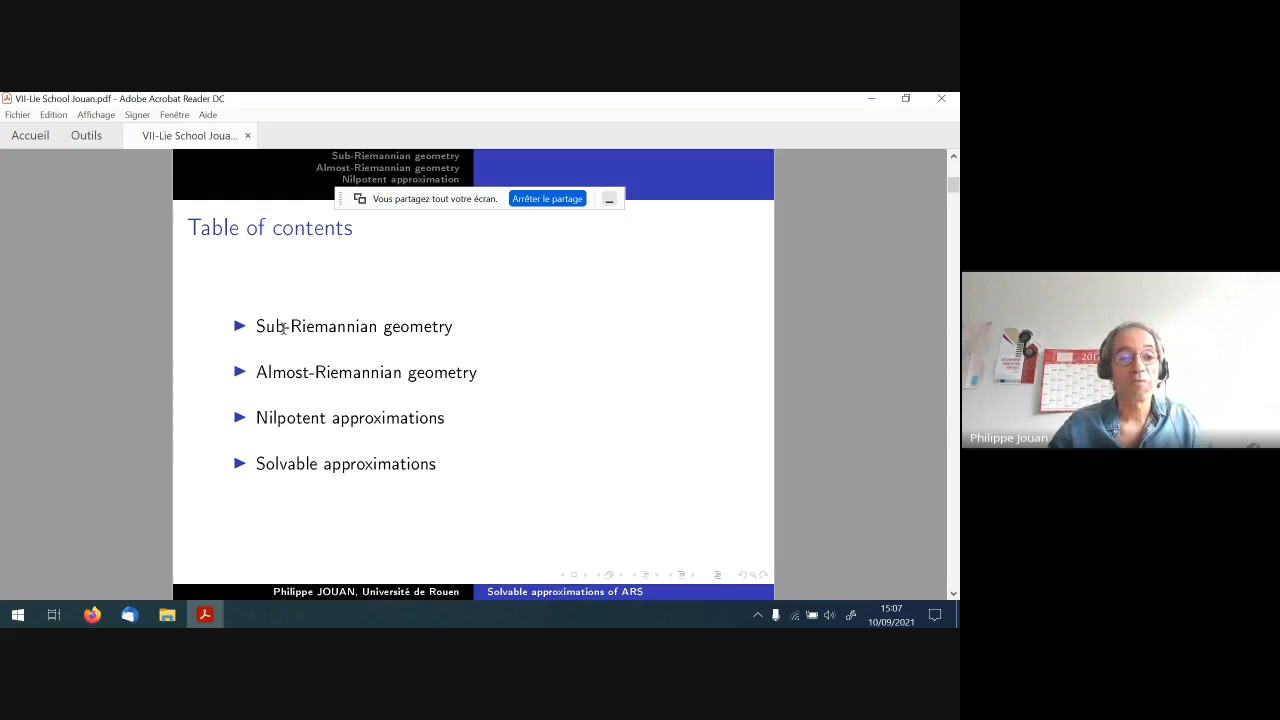 VII-Lie School Jouan.pdf - Adobe Acrobat Reader DC
Fichier Edition Affichage Signer Fenêtre Aide
Accueil Outils VII-Lie School Joua... ×
Sub-Riemannian geometry
Almost-Riemannian geometry
Nilpotent approximation
Vous partagez tout votre écran. Arrêter le partage
Table of contents
Sub-Riemannian geometry
Almost-Riemannian geometry
Nilpotent approximations
Solvable approximations
Philippe Jouan
Philippe JOUAN, Université de Rouen Solvable approximations of ARS
15:07
10/09/2021